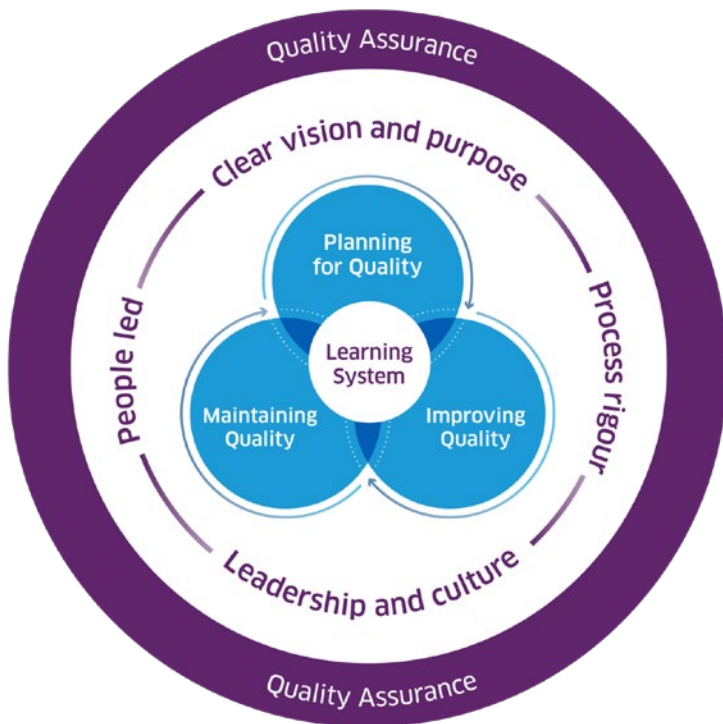 Quality Assurance
Clear vision and purpose
Planning
for Quality
People led
Process rigour
Learning
System
Maintaining
Quality
Improving
Quality
Leadership and culture
Quality Assurance